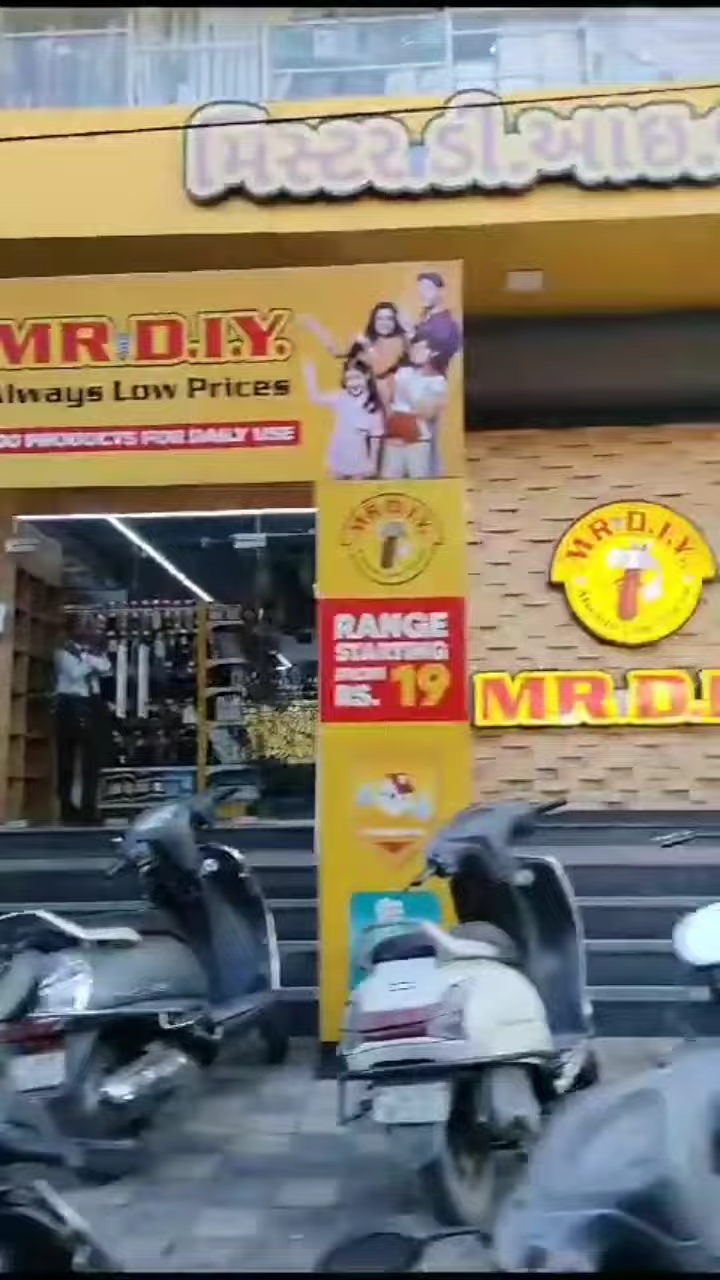 મિસ્ટર.ડી.આઇ.
MR.D.I.Y.
Always Low Prices
PRODUCTS FOR DAILY USE
MR.D.I.Y.
RANGE
STARTING
FROM
RS. 19
MR.D.I.Y.
MR.D.I